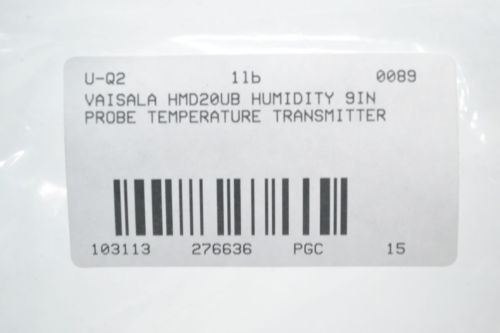 U-Q2 1lb 0089
VAISALA HMD20UB HUMIDITY 9IN
PROBE TEMPERATURE TRANSMITTER
103113 276636 PGC 15